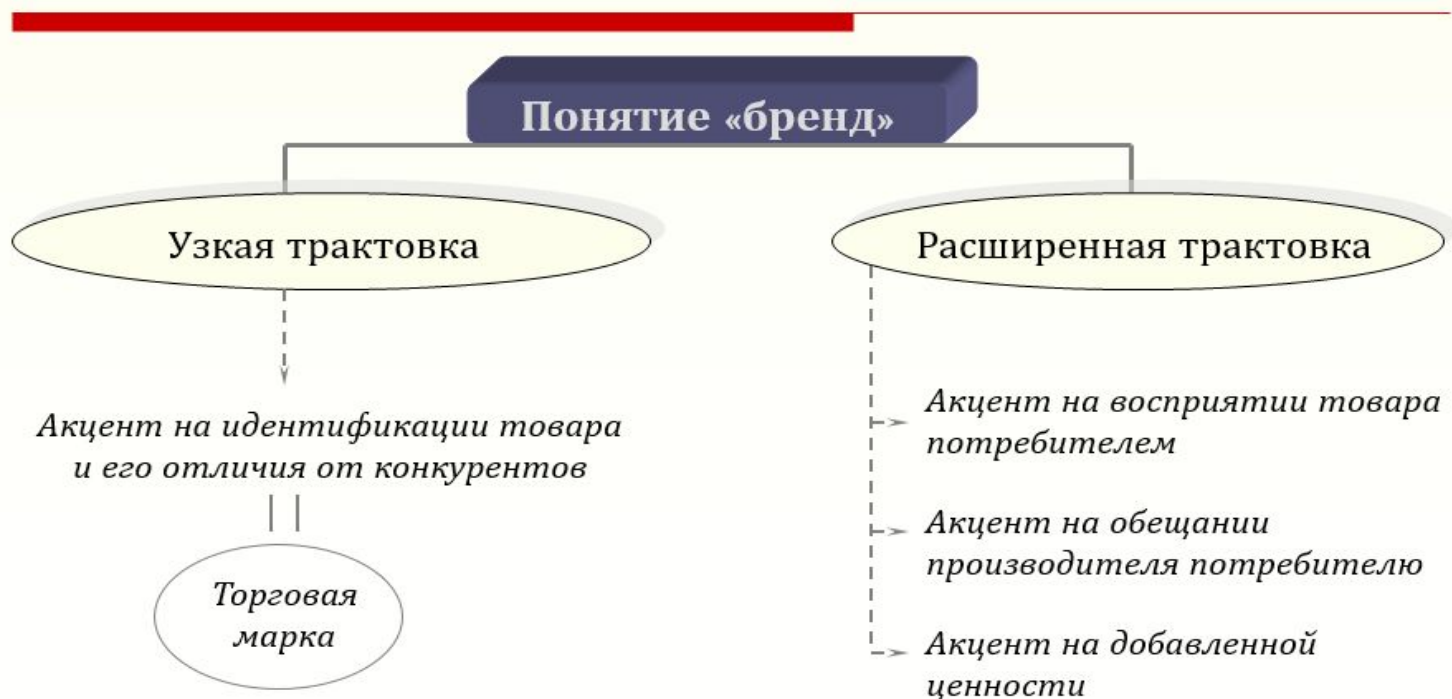 Понятие «бренд»
Узкая трактовка
Акцент на идентификации товара
и его отличия от конкурентов
Торговая
марка
Расширенная трактовка
Акцент на восприятии товара
потребителем
Акцент на обещании
производителя потребителю
Акцент на добавленной
ценности